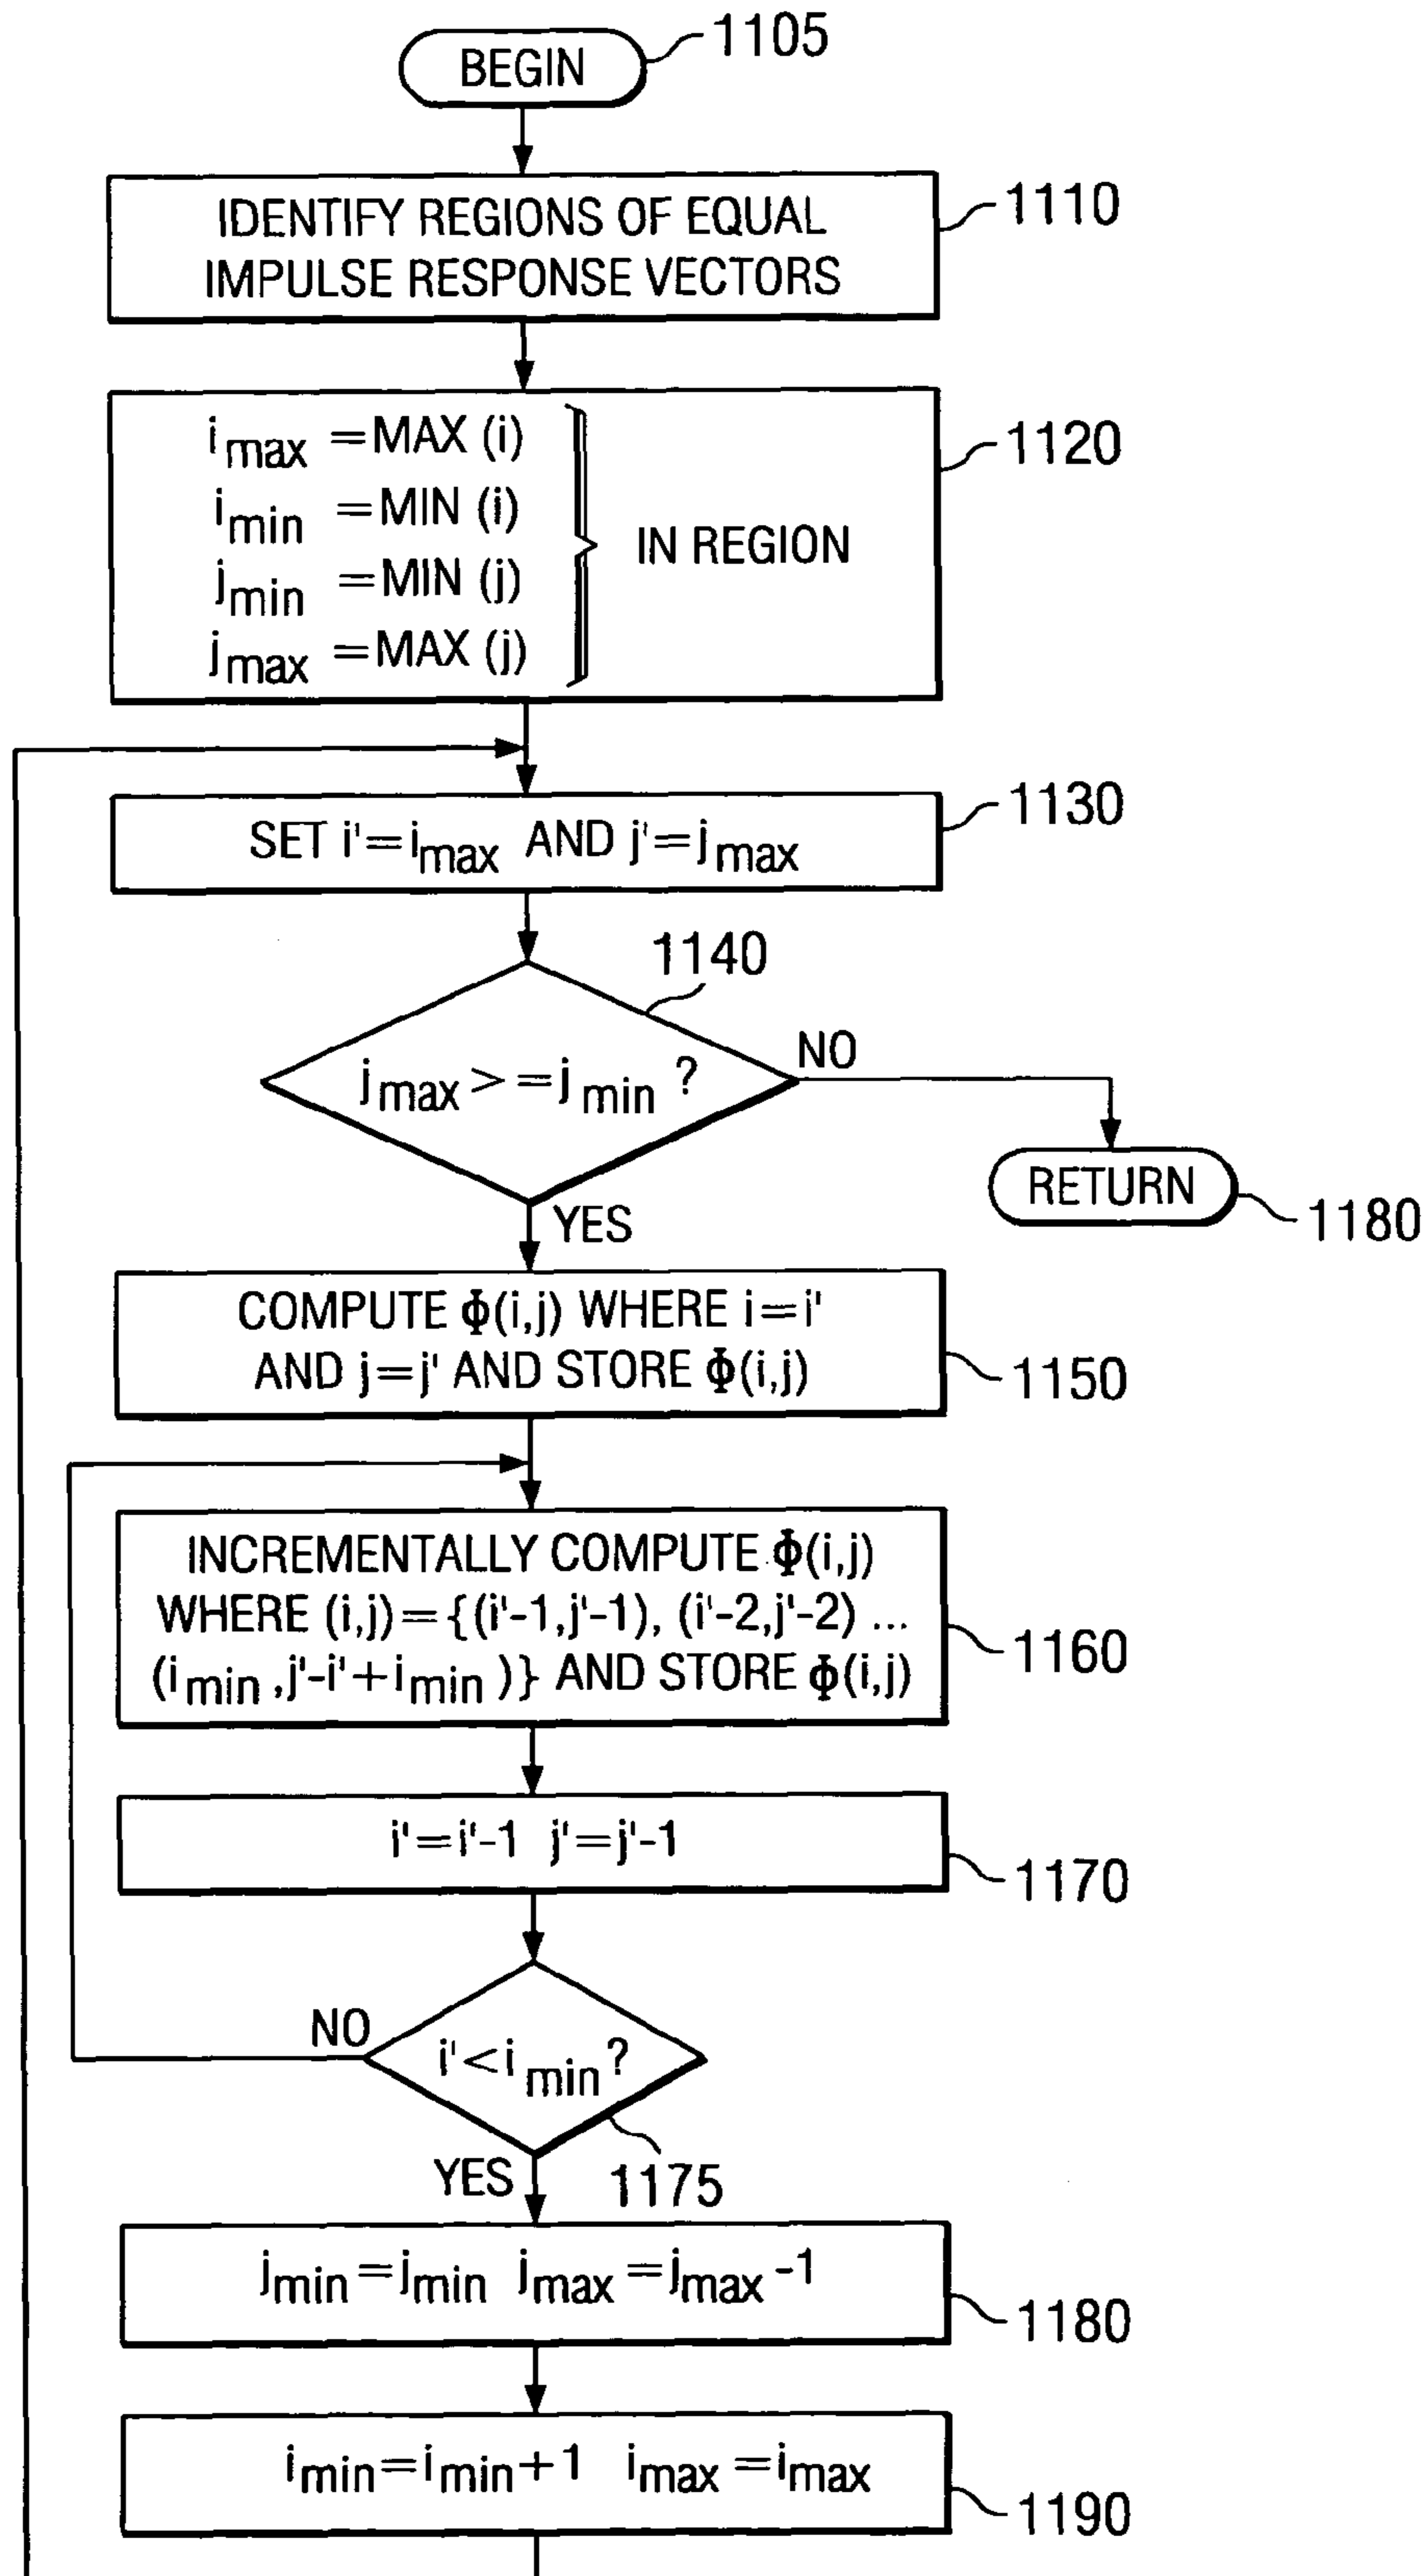 BEGIN
1105
IDENTIFY REGIONS OF EQUAL
IMPULSE RESPONSE VECTORS
1110
imax =MAX (i)
imin =MIN (i)
jmin =MIN (j)
jmax =MAX (j)
IN REGION
1120
SET i'=imax AND j'=jmax
1130
1140
jmax >=jmin ?
NO
RETURN
1180
YES
COMPUTE Φ(i,j) WHERE i=i'
AND j=j' AND STORE Φ(i,j)
1150
INCREMENTALLY COMPUTE Φ(i,j)
WHERE (i,j)={(i'-1,j'-1), (i'-2,j'-2) ...
(imin ,j'-i'+imin )} AND STORE Φ(i,j)
1160
i'=i'-1 j'=j'-1
1170
NO
i'<imin?
YES
1175
jmin=jmin jmax=jmax-1
1180
imin=imin+1 imax=imax
1190